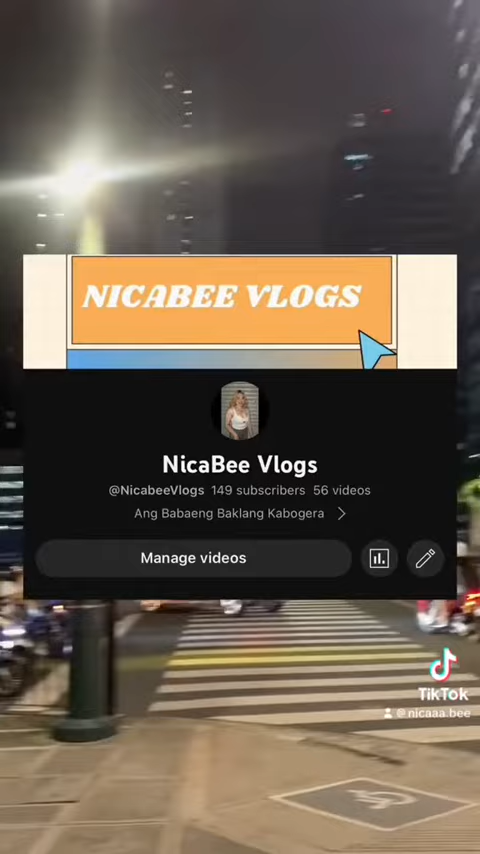 NICABEE VLOGS
NicaBee Vlogs
@NicabeeVlogs 149 subscribers 56 videos
Ang Babaeng Baklang Kabogera
Manage videos
TikTok
@nicaaa.bee